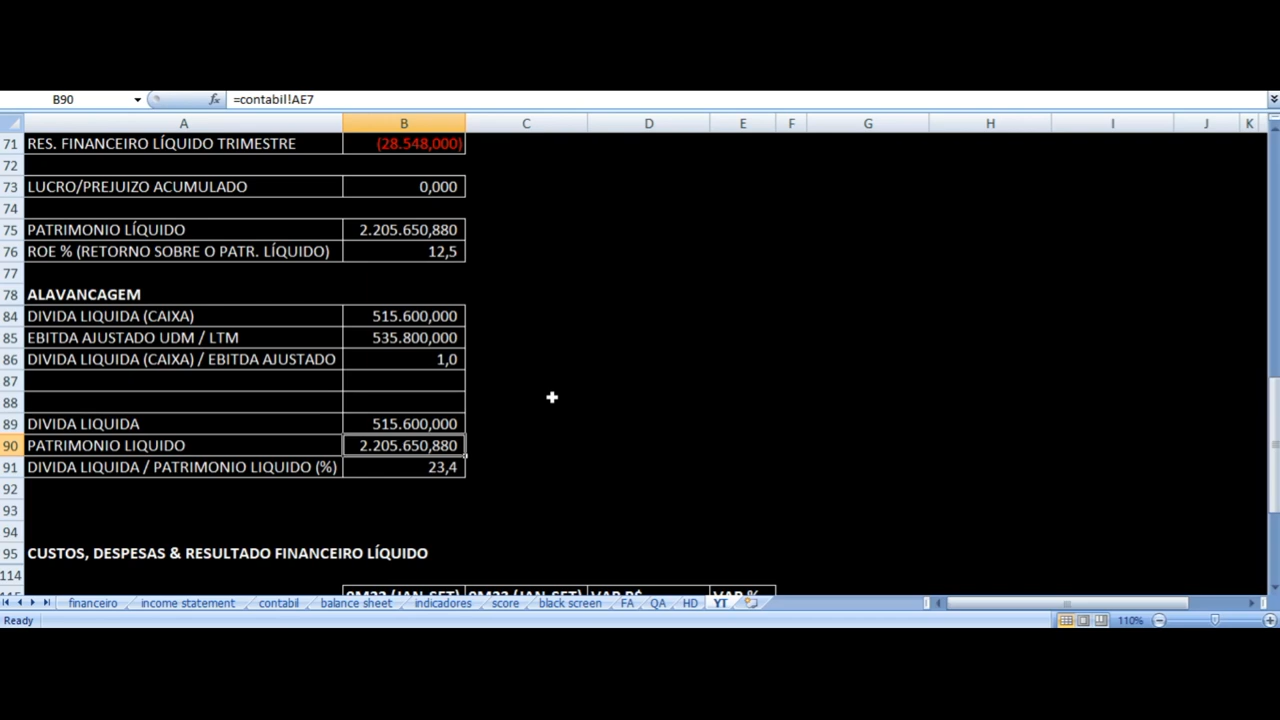 B90 fx =contabil!AE7
A B C D E F G H I J K
71 RES. FINANCEIRO LÍQUIDO TRIMESTRE (28.548,000)
72
73 LUCRO/PREJUIZO ACUMULADO 0,000
74
75 PATRIMONIO LÍQUIDO 2.205.650,880
76 ROE % (RETORNO SOBRE O PATR. LÍQUIDO) 12,5
77
78 ALAVANCAGEM
84 DIVIDA LIQUIDA (CAIXA) 515.600,000
85 EBITDA AJUSTADO UDM / LTM 535.800,000
86 DIVIDA LIQUIDA (CAIXA) / EBITDA AJUSTADO 1,0
87
88
89 DIVIDA LIQUIDA 515.600,000
90 PATRIMONIO LIQUIDO 2.205.650,880
91 DIVIDA LIQUIDA / PATRIMONIO LIQUIDO (%) 23,4
92
93
94
95 CUSTOS, DESPESAS & RESULTADO FINANCEIRO LÍQUIDO
114
financeiro income statement contabil balance sheet indicadores score black screen FA QA HD YT
Ready 110%